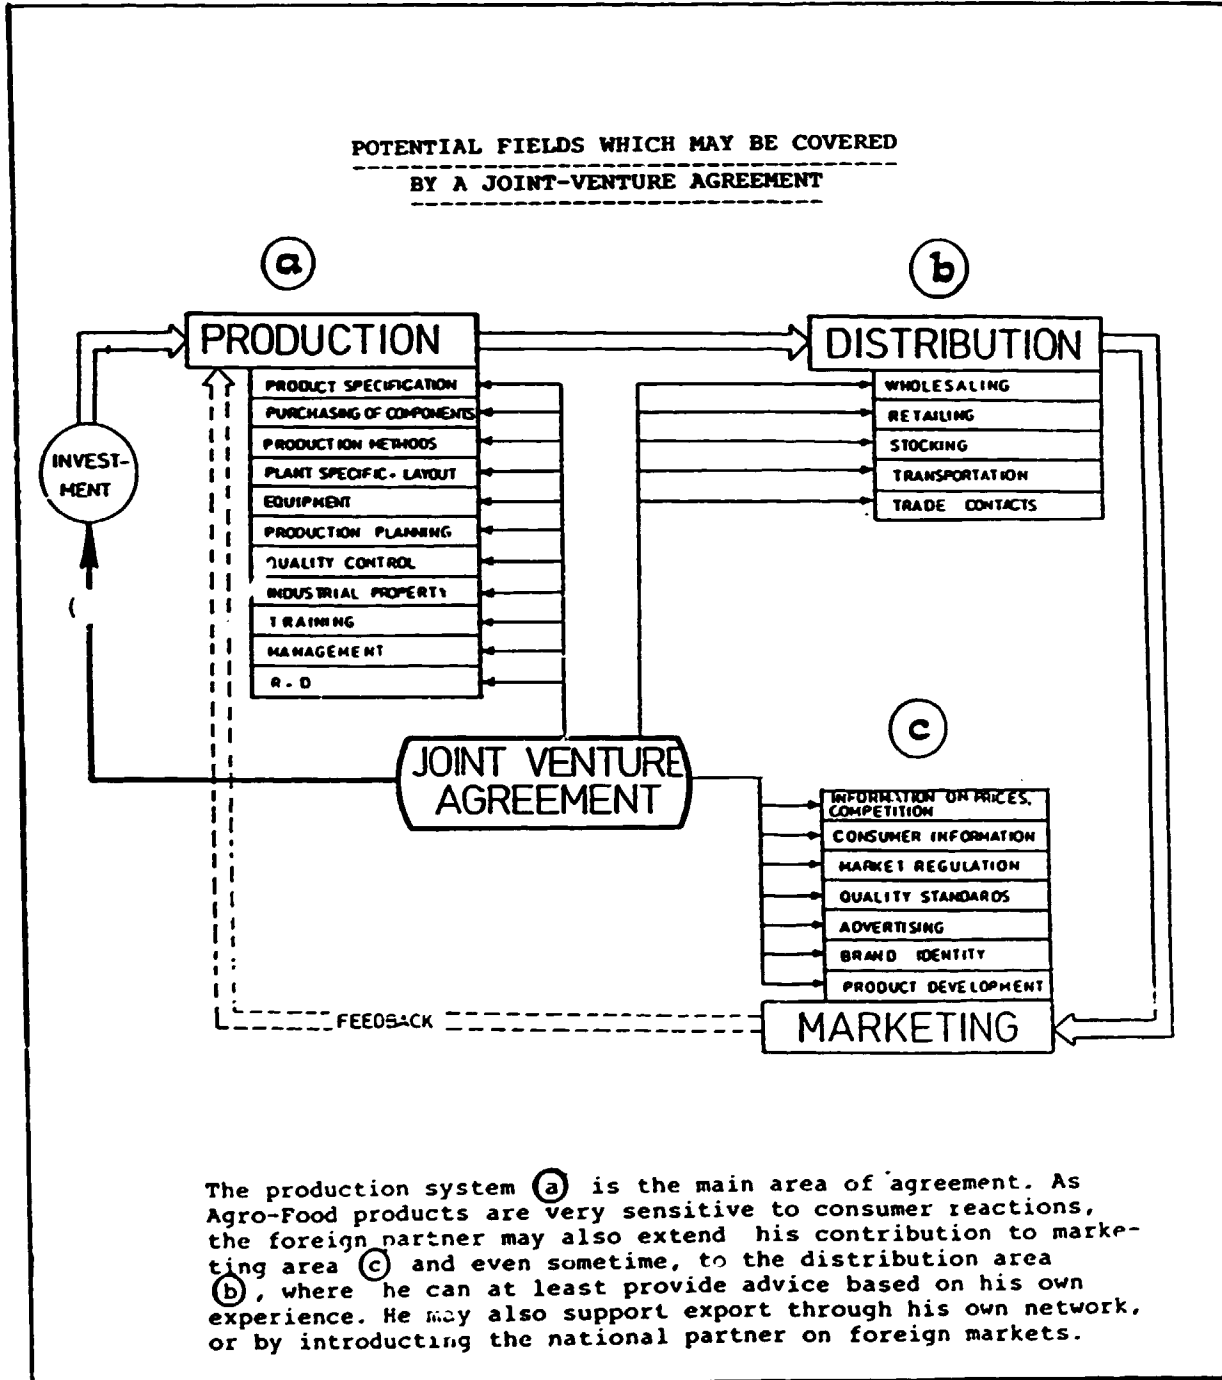 POTENTIAL FIELDS WHICH MAY BE COVERED
BY A JOINT-VENTURE AGREEMENT
a
b
PRODUCTION
DISTRIBUTION
PRODUCT SPECIFICATION
PURCHASING OF COMPONENTS
PRODUCTION METHODS
PLANT SPECIFIC. LAYOUT
EQUIPMENT
PRODUCTION PLANNING
QUALITY CONTROL
INDUSTRIAL PROPERTY
TRAINING
MANAGEMENT
R.D
WHOLESALING
RETAILING
STOCKING
TRANSPORTATION
TRADE CONTACTS
INVEST-
MENT
c
JOINT VENTURE
AGREEMENT
INFORMATION ON PRICES,
COMPETITION
CONSUMER INFORMATION
MARKET REGULATION
QUALITY STANDARDS
ADVERTISING
BRAND IDENTITY
PRODUCT DEVELOPMENT
MARKETING
FEEDBACK
The production system a is the main area of agreement. As
Agro-Food products are very sensitive to consumer reactions,
the foreign partner may also extend his contribution to marke-
ting area c and even sometime, to the distribution area
b, where he can at least provide advice based on his own
experience. He may also support export through his own network,
or by introducting the national partner on foreign markets.